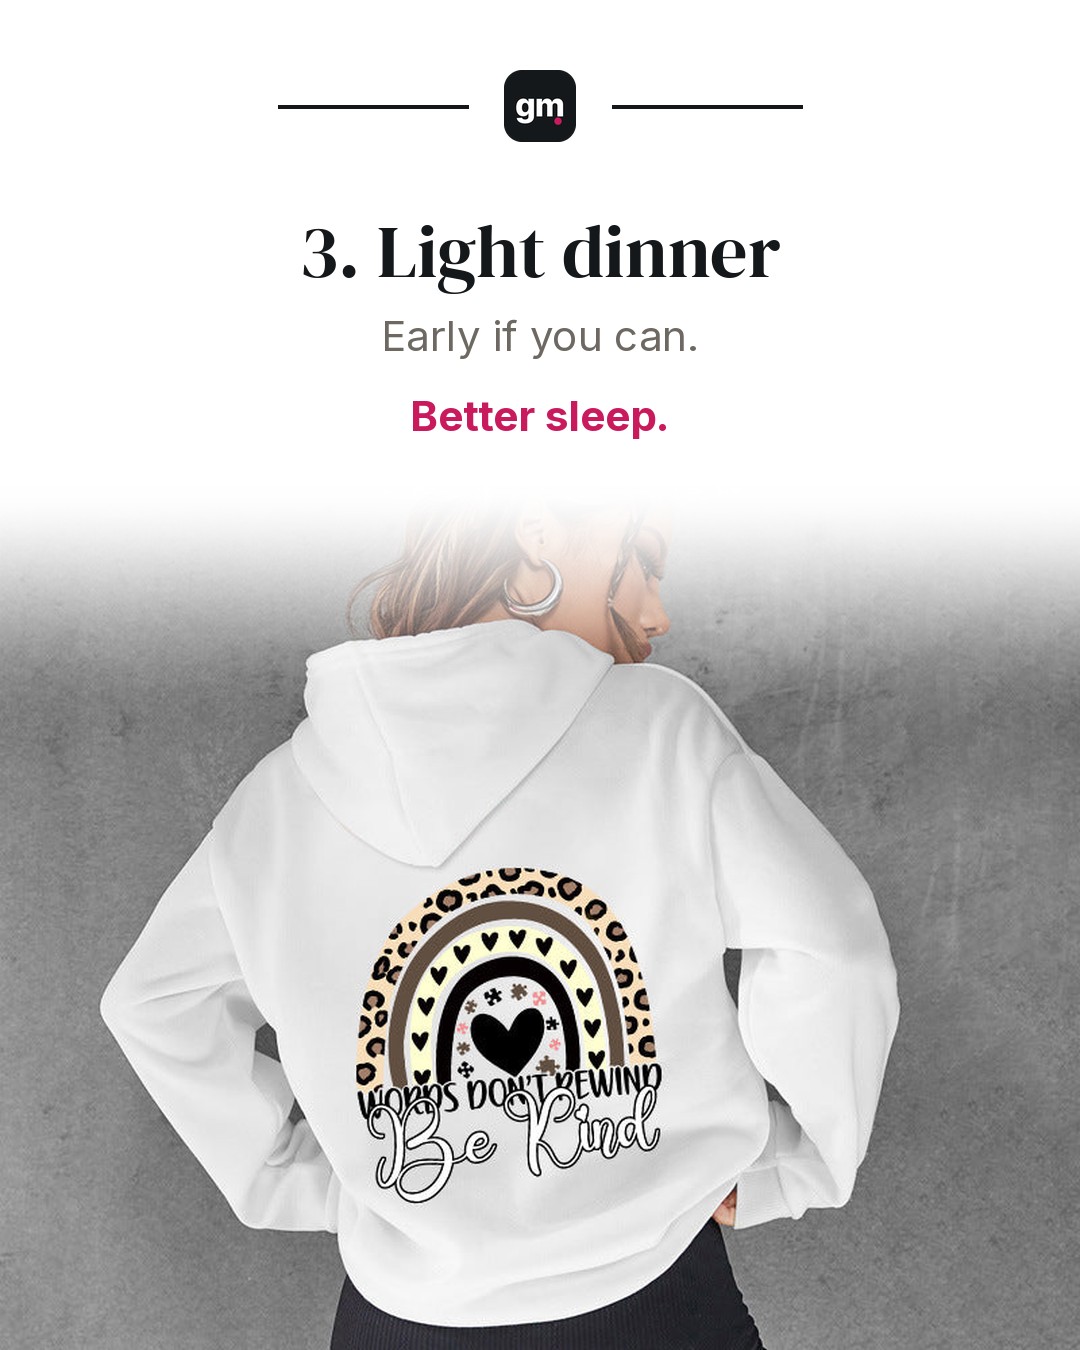 gm.
3. Light dinner
Early if you can.
Better sleep.
WORDS DON'T REWIND
Be Kind